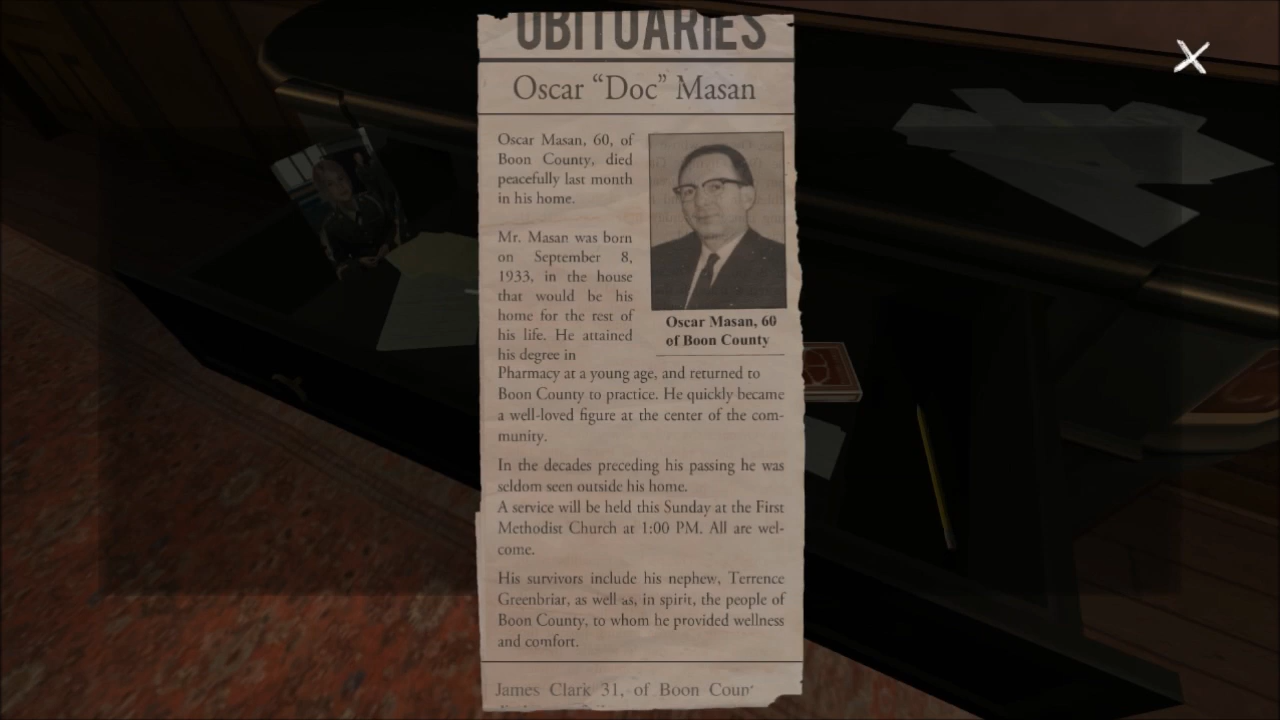 OBITUARIES
Oscar “Doc” Masan
Oscar Masan, 60, of
Boon County, died
peacefully last month
in his home.
Mr. Masan was born
on September 8,
1933, in the house
that would be his
home for the rest of
his life. He attained
his degree in
Oscar Masan, 60
of Boon County
Pharmacy at a young age, and returned to
Boon County to practice. He quickly became
a well-loved figure at the center of the com-
munity.
In the decades preceding his passing he was
seldom seen outside his home.
A service will be held this Sunday at the First
Methodist Church at 1:00 PM. All are wel-
come.
His survivors include his nephew, Terrence
Greenbriar, as well as, in spirit, the people of
Boon County, to whom he provided wellness
and comfort.
James Clark 31, of Boon Coun